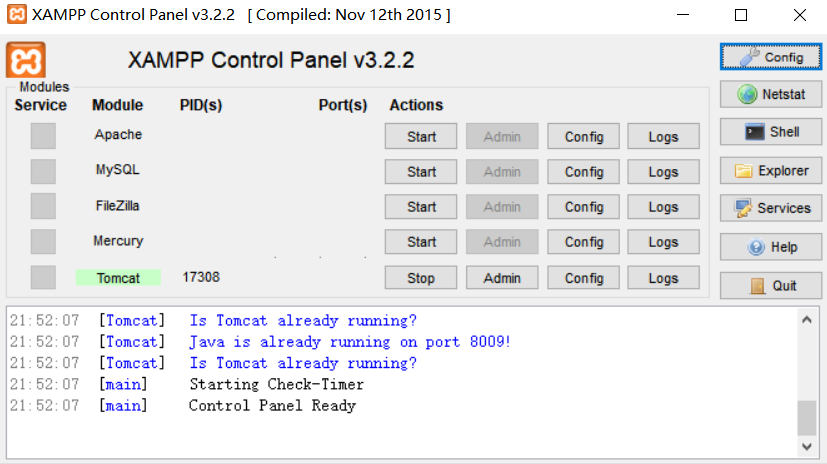 XAMPP Control Panel v3.2.2 [ Compiled: Nov 12th 2015 ]
XAMPP Control Panel v3.2.2
Config
Modules
Service Module PID(s) Port(s) Actions
Netstat
Apache Start Admin Config Logs
Shell
MySQL Start Admin Config Logs
Explorer
FileZilla Start Admin Config Logs
Services
Mercury Start Admin Config Logs
Help
Tomcat 17308 Stop Admin Config Logs
Quit
21:52:07 [Tomcat] Is Tomcat already running?
21:52:07 [Tomcat] Java is already running on port 8009!
21:52:07 [Tomcat] Is Tomcat already running?
21:52:07 [main] Starting Check-Timer
21:52:07 [main] Control Panel Ready